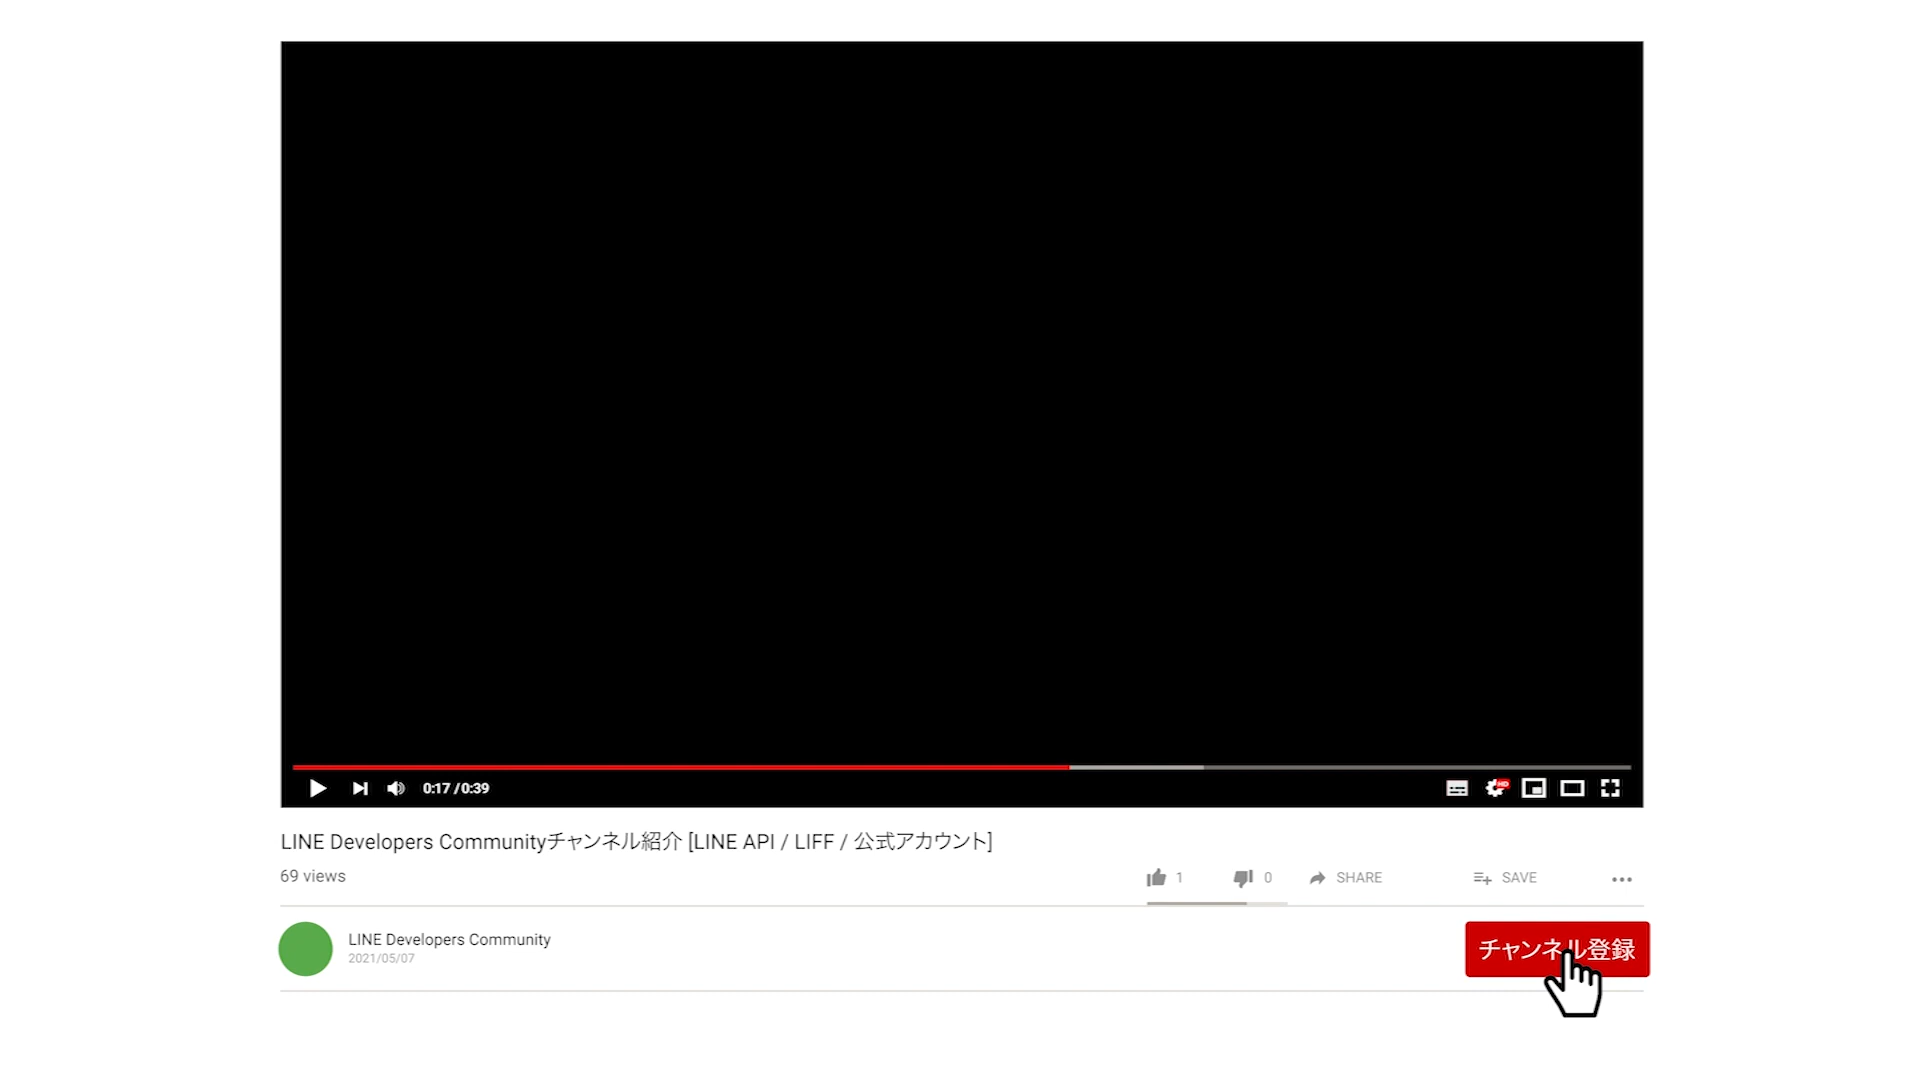 0:17 / 0:39
HD
LINE Developers Communityチャンネル紹介 [LINE API / LIFF / 公式アカウント]
69 views
1
0
SHARE
SAVE
LINE Developers Community
2021/05/07
チャンネル登録